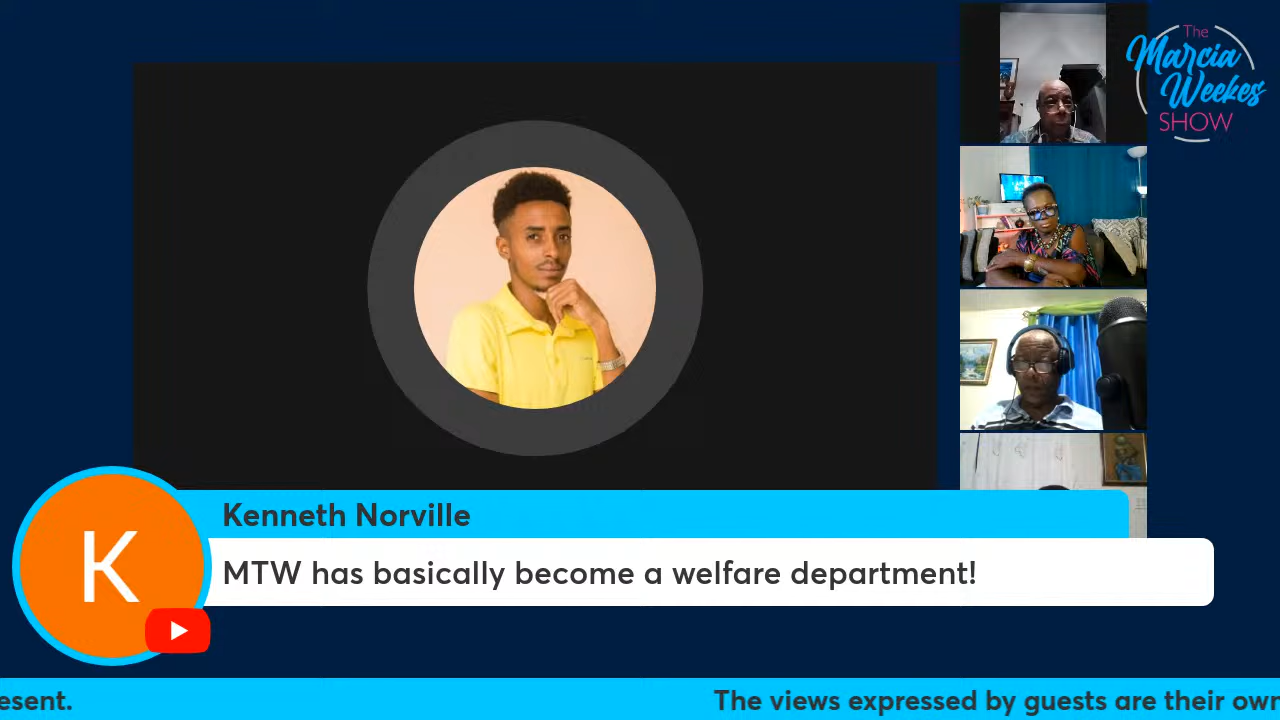 The
Marcia
Weekes
SHOW
K
Kenneth Norville
MTW has basically become a welfare department!
esent.
The views expressed by guests are their own